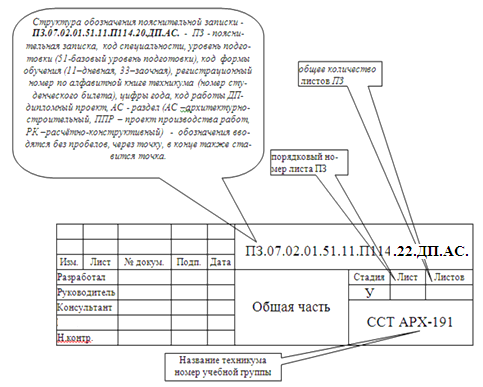 Структура обозначения пояснительной записки -
ПЗ.07.02.01.51.11.П114.20.ДП.АС. - ПЗ - поясни-
тельная записка, код специальности, уровень подго-
товки (51-базовый уровень подготовки), код формы
обучения (11–дневная, 33–заочная), регистрационный
номер по алфавитной книге техникума (номер сту-
денческого билета), цифры года, код работы ДП-
дипломный проект, АС - раздел (АС –архитектурно-
строительный, ППР – проект производства работ,
РК –расчётно-конструктивный) - обозначения вво-
дятся без пробелов, через точку, в конце также ста-
вится точка.
общее количество
листов ПЗ
порядковый но-
мер листа ПЗ
ПЗ.07.02.01.51.11.П114.22.ДП.АС.
Изм. Лист № докум. Подп. Дата
Разработал
Руководитель
Консультант
Н.контр.
Общая часть
Стадия Лист Листов
У
ССТ АРХ-191
Название техникума
номер учебной группы